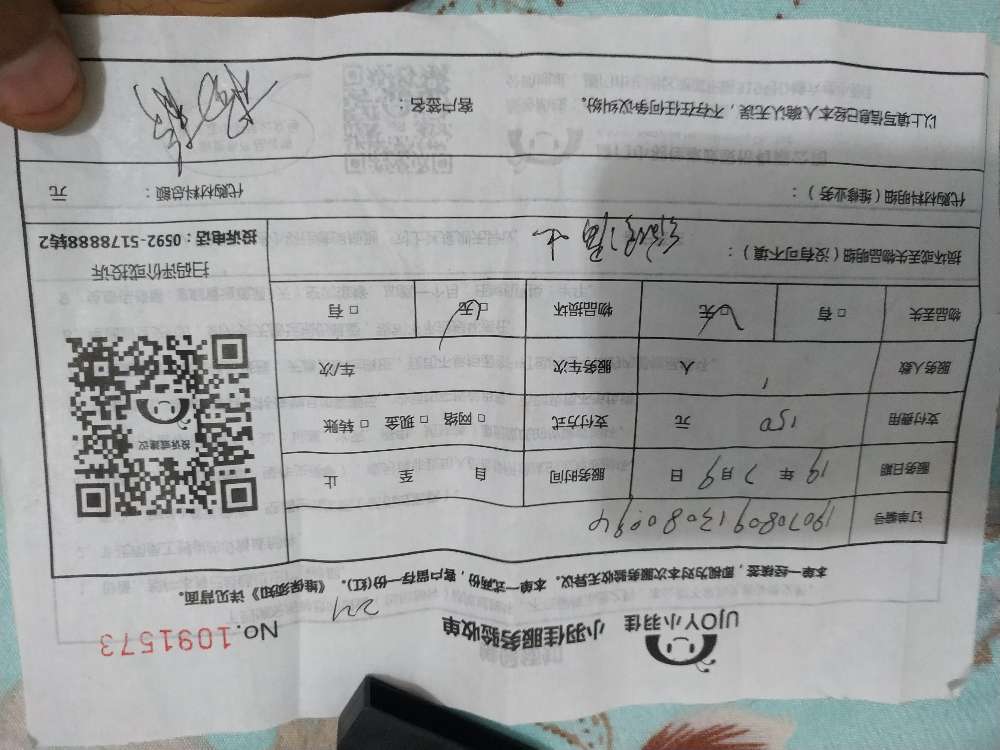 UJOY小羽佳 小羽佳服务验收单 No.1091573
本单一经核签，即视为对本次服务验收无异议。本单一式两份，客户留存一份(红)。《维保须知》详见背面。
订单编号
服务日期 19 年 7 月 9 日 服务时间 自 至 止
支付费用 150 元 支付方式 □ 网络 □ 现金 □ 转账
服务人数 1 人 服务车次 车/次
物品丢失 □ 有 □ 无 物品损坏 □ 无 □ 有
投诉或建议
扫码评价或投诉
投诉电话：0592-5178888转2
损坏或丢失物品明细（没有可不填）：
代购材料明细（维修业务）： 代购材料总额： 元
以上填写信息已经本人确认无误，不存在任何争议纠纷。 客户签名：